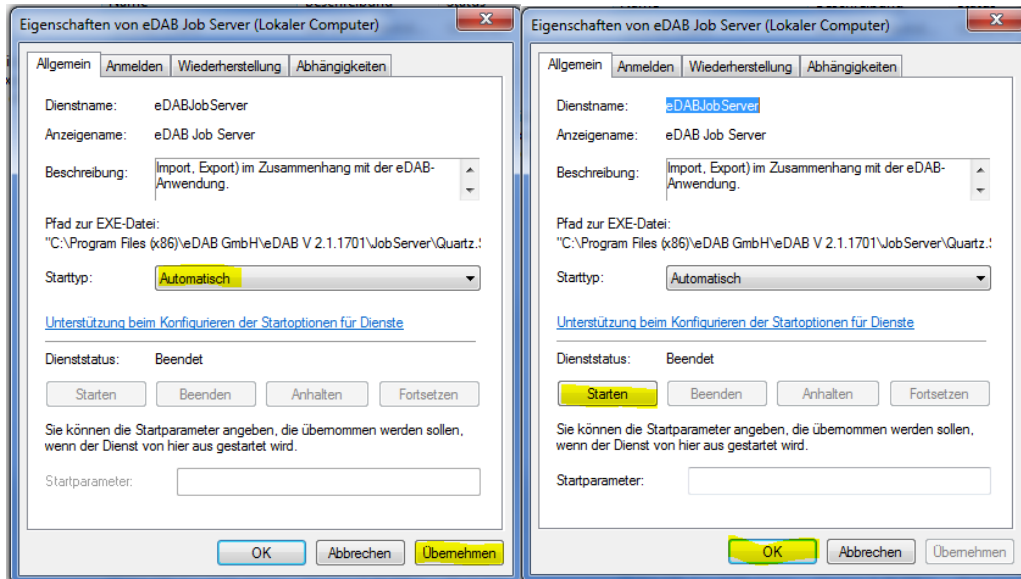 Eigenschaften von eDAB Job Server (Lokaler Computer)
Allgemein Anmelden Wiederherstellung Abhängigkeiten
Dienstname: eDABJobServer
Anzeigename: eDAB Job Server
Beschreibung: Import, Export) im Zusammenhang mit der eDAB-
Anwendung.
Pfad zur EXE-Datei:
"C:\Program Files (x86)\eDAB GmbH\eDAB V 2.1.1701\JobServer\Quartz.
Starttyp: Automatisch
Unterstützung beim Konfigurieren der Startoptionen für Dienste
Dienststatus: Beendet
Starten Beenden Anhalten Fortsetzen
Sie können die Startparameter angeben, die übernommen werden sollen,
wenn der Dienst von hier aus gestartet wird.
Startparameter:
OK Abbrechen Übernehmen
Eigenschaften von eDAB Job Server (Lokaler Computer)
Allgemein Anmelden Wiederherstellung Abhängigkeiten
Dienstname: eDABJobServer
Anzeigename: eDAB Job Server
Beschreibung: Import, Export) im Zusammenhang mit der eDAB-
Anwendung.
Pfad zur EXE-Datei:
"C:\Program Files (x86)\eDAB GmbH\eDAB V 2.1.1701\JobServer\Quartz.
Starttyp: Automatisch
Unterstützung beim Konfigurieren der Startoptionen für Dienste
Dienststatus: Beendet
Starten Beenden Anhalten Fortsetzen
Sie können die Startparameter angeben, die übernommen werden sollen,
wenn der Dienst von hier aus gestartet wird.
Startparameter:
OK Abbrechen Übernehmen